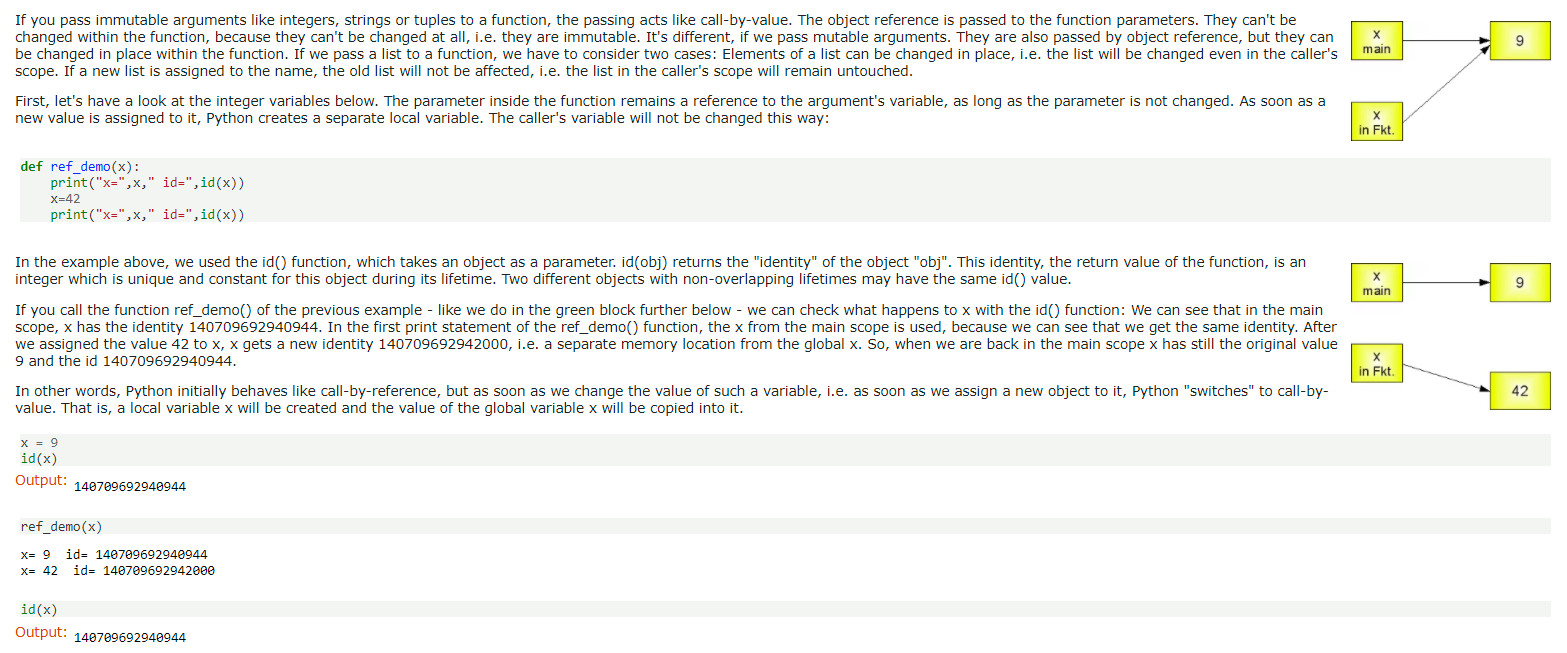 If you pass immutable arguments like integers, strings or tuples to a function, the passing acts like call-by-value. The object reference is passed to the function parameters. They can't be
changed within the function, because they can't be changed at all, i.e. they are immutable. It's different, if we pass mutable arguments. They are also passed by object reference, but they can
be changed in place within the function. If we pass a list to a function, we have to consider two cases: Elements of a list can be changed in place, i.e. the list will be changed even in the caller's
scope. If a new list is assigned to the name, the old list will not be affected, i.e. the list in the caller's scope will remain untouched.
x
main
9
First, let's have a look at the integer variables below. The parameter inside the function remains a reference to the argument's variable, as long as the parameter is not changed. As soon as a
new value is assigned to it, Python creates a separate local variable. The caller's variable will not be changed this way:
x
in Fkt.
def ref_demo(x):
    print("x=",x," id=",id(x))
    x=42
    print("x=",x," id=",id(x))
In the example above, we used the id() function, which takes an object as a parameter. id(obj) returns the "identity" of the object "obj". This identity, the return value of the function, is an
integer which is unique and constant for this object during its lifetime. Two different objects with non-overlapping lifetimes may have the same id() value.
x
main
9
If you call the function ref_demo() of the previous example - like we do in the green block further below - we can check what happens to x with the id() function: We can see that in the main
scope, x has the identity 140709692940944. In the first print statement of the ref_demo() function, the x from the main scope is used, because we can see that we get the same identity. After
we assigned the value 42 to x, x gets a new identity 140709692942000, i.e. a separate memory location from the global x. So, when we are back in the main scope x has still the original value
9 and the id 140709692940944.
x
in Fkt.
42
In other words, Python initially behaves like call-by-reference, but as soon as we change the value of such a variable, i.e. as soon as we assign a new object to it, Python "switches" to call-by-
value. That is, a local variable x will be created and the value of the global variable x will be copied into it.
x = 9
id(x)
Output: 140709692940944
ref_demo(x)
x= 9  id= 140709692940944
x= 42  id= 140709692942000
id(x)
Output: 140709692940944